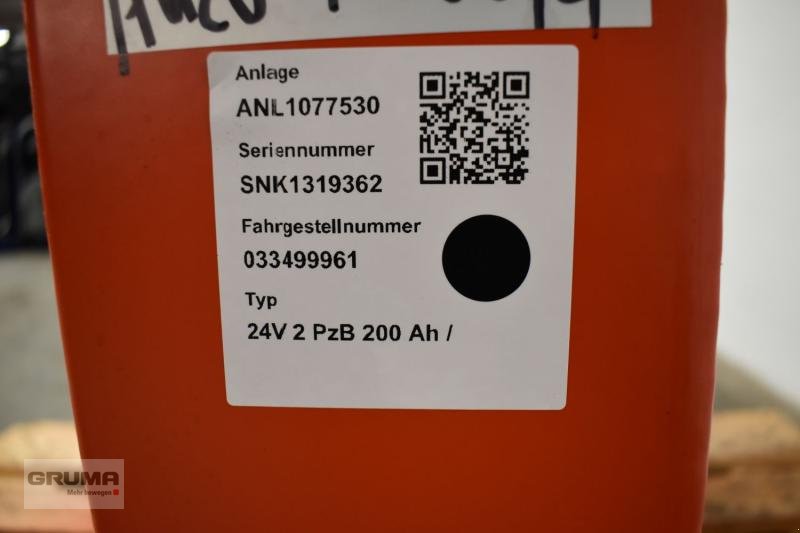 Anlage
ANL1077530
Seriennummer
SNK1319362
Fahrgestellnummer
033499961
Typ
24V 2 PzB 200 Ah /
GRUMA
Mehr bewegen